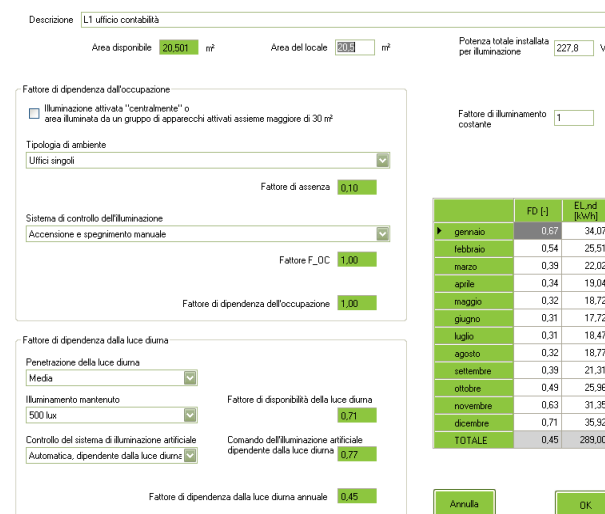 Descrizione L1 ufficio contabilità
Area disponibile 20,501 m² Area del locale 20,5 m² Potenza totale installata per illuminazione 227,8
Fattore di dipendenza dall'occupazione
Illuminazione attivata "centralmente" o
area illuminata da un gruppo di apparecchi attivati assieme maggiore di 30 m²
Fattore di illuminamento costante 1
Tipologia di ambiente
Uffici singoli
Fattore di assenza 0,10
Sistema di controllo dell'illuminazione
Accensione e spegnimento manuale
Fattore F_OC 1,00
Fattore di dipendenza dell'occupazione 1,00
Fattore di dipendenza dalla luce diurna
Penetrazione della luce diurna
Media
Illuminamento mantenuto
500 lux
Fattore di disponibilità della luce diurna
0,71
Controllo del sistema di illuminazione artificiale
Automatica, dipendente dalla luce diurna
Comando dell'illuminazione artificiale
dipendente dalla luce diurna 0,77
Fattore di dipendenza dalla luce diurna annuale 0,45
FD [-] EL,nd [kWh]
gennaio 0,67 34,07
febbraio 0,54 25,51
marzo 0,39 22,02
aprile 0,34 19,04
maggio 0,32 18,72
giugno 0,31 17,72
luglio 0,31 18,47
agosto 0,32 18,77
settembre 0,39 21,31
ottobre 0,49 25,96
novembre 0,63 31,35
dicembre 0,71 35,92
TOTALE 0,45 289,00
Annulla OK